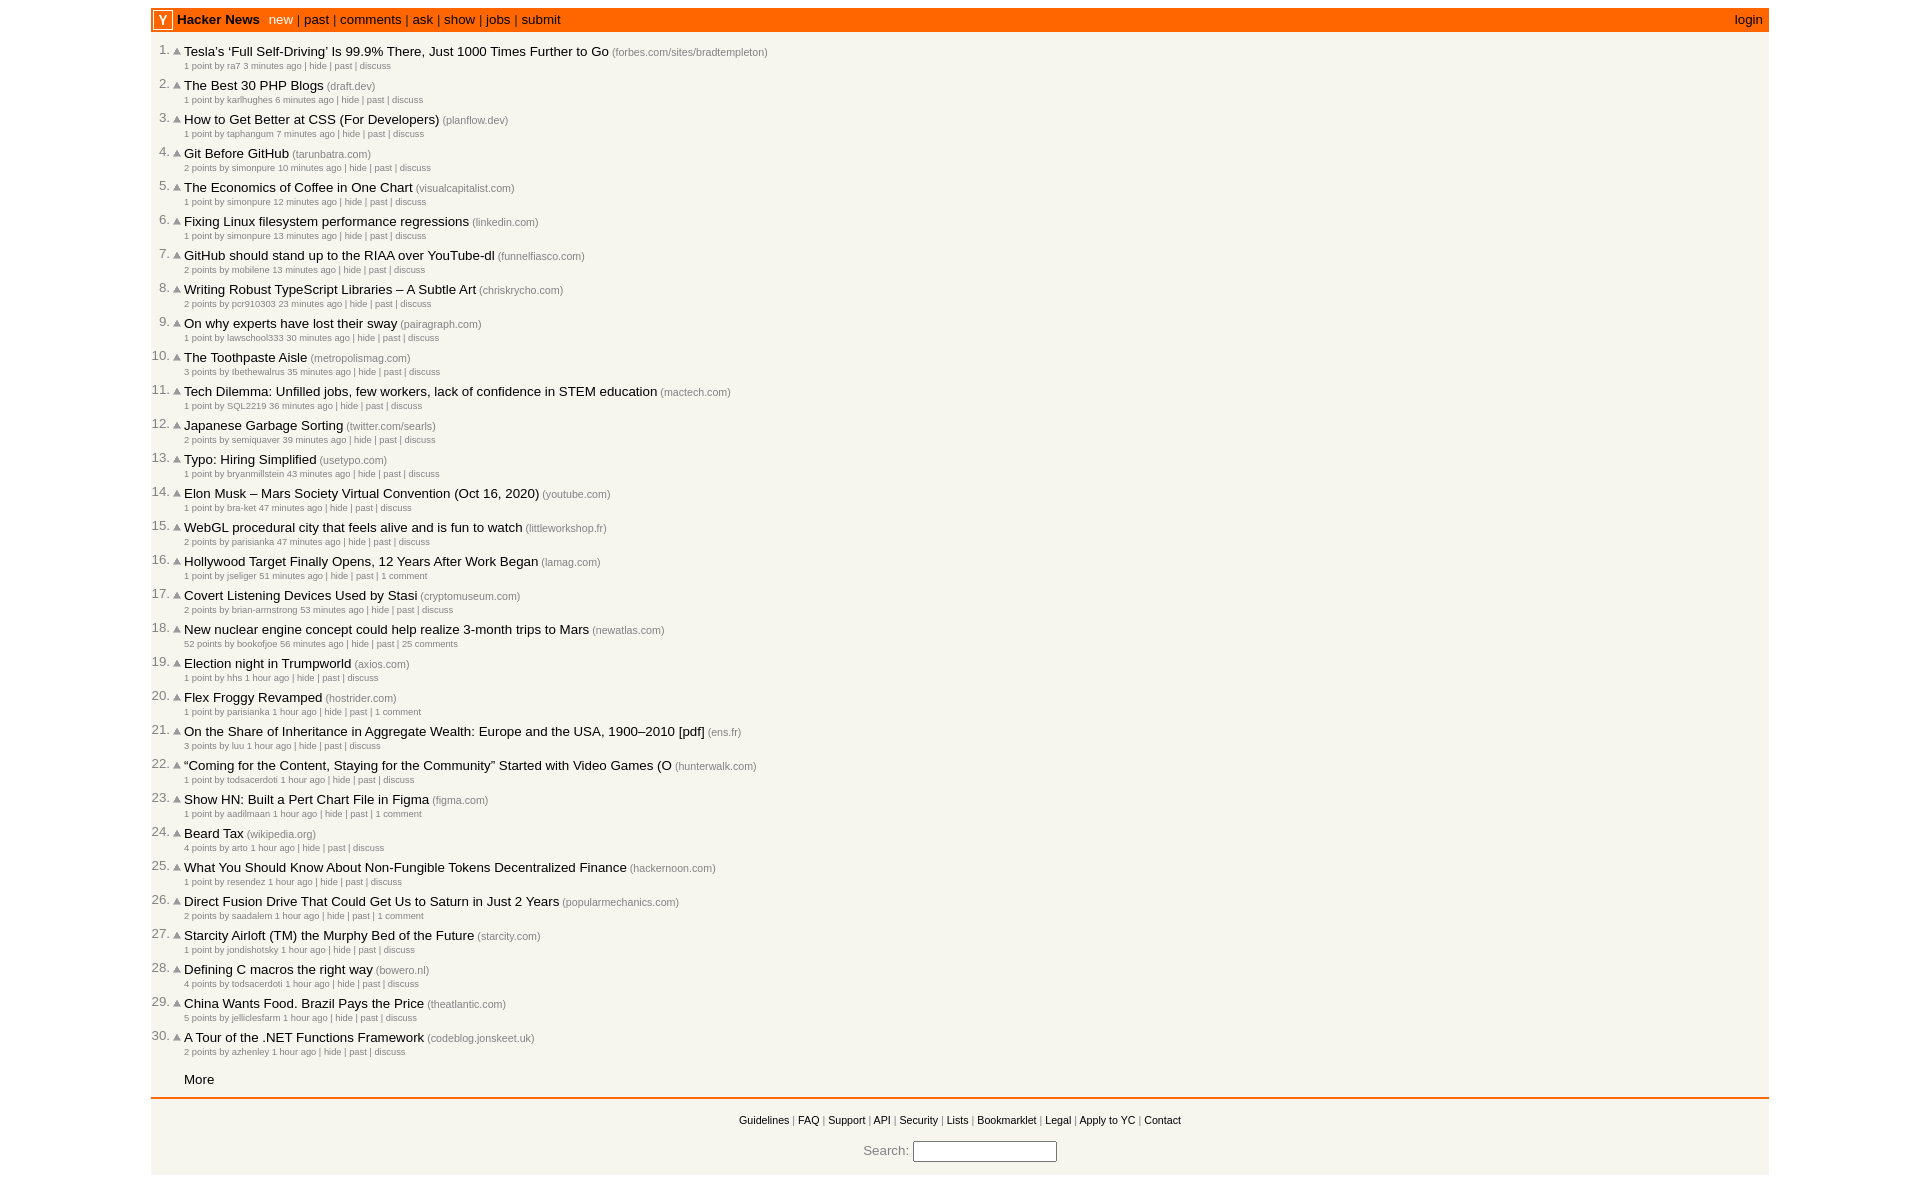 Y Hacker News new | past | comments | ask | show | jobs | submit login
1. Tesla's ‘Full Self-Driving’ Is 99.9% There, Just 1000 Times Further to Go (forbes.com/sites/bradtempleton)
1 point by ra7 3 minutes ago | hide | past | discuss
2. The Best 30 PHP Blogs (draft.dev)
1 point by karlhughes 6 minutes ago | hide | past | discuss
3. How to Get Better at CSS (For Developers) (planflow.dev)
1 point by taphangum 7 minutes ago | hide | past | discuss
4. Git Before GitHub (tarunbatra.com)
2 points by simonpure 10 minutes ago | hide | past | discuss
5. The Economics of Coffee in One Chart (visualcapitalist.com)
1 point by simonpure 12 minutes ago | hide | past | discuss
6. Fixing Linux filesystem performance regressions (linkedin.com)
1 point by simonpure 13 minutes ago | hide | past | discuss
7. GitHub should stand up to the RIAA over YouTube-dl (funnelfiasco.com)
2 points by mobilene 13 minutes ago | hide | past | discuss
8. Writing Robust TypeScript Libraries – A Subtle Art (chriskrycho.com)
2 points by pcr910303 23 minutes ago | hide | past | discuss
9. On why experts have lost their sway (pairagraph.com)
1 point by lawschool333 30 minutes ago | hide | past | discuss
10. The Toothpaste Aisle (metropolismag.com)
3 points by Ibethewalrus 35 minutes ago | hide | past | discuss
11. Tech Dilemma: Unfilled jobs, few workers, lack of confidence in STEM education (mactech.com)
1 point by SQL2219 36 minutes ago | hide | past | discuss
12. Japanese Garbage Sorting (twitter.com/searls)
2 points by semiquaver 39 minutes ago | hide | past | discuss
13. Typo: Hiring Simplified (usetypo.com)
1 point by bryanmillstein 43 minutes ago | hide | past | discuss
14. Elon Musk – Mars Society Virtual Convention (Oct 16, 2020) (youtube.com)
1 point by bra-ket 47 minutes ago | hide | past | discuss
15. WebGL procedural city that feels alive and is fun to watch (littleworkshop.fr)
2 points by parisianka 47 minutes ago | hide | past | discuss
16. Hollywood Target Finally Opens, 12 Years After Work Began (lamag.com)
1 point by jseliger 51 minutes ago | hide | past | 1 comment
17. Covert Listening Devices Used by Stasi (cryptomuseum.com)
2 points by brian-armstrong 53 minutes ago | hide | past | discuss
18. New nuclear engine concept could help realize 3-month trips to Mars (newatlas.com)
52 points by bookofjoe 56 minutes ago | hide | past | 25 comments
19. Election night in Trumpworld (axios.com)
1 point by hhs 1 hour ago | hide | past | discuss
20. Flex Froggy Revamped (hostrider.com)
1 point by parisianka 1 hour ago | hide | past | 1 comment
21. On the Share of Inheritance in Aggregate Wealth: Europe and the USA, 1900–2010 [pdf] (ens.fr)
3 points by luu 1 hour ago | hide | past | discuss
22. “Coming for the Content, Staying for the Community” Started with Video Games (O (hunterwalk.com)
1 point by todsacerdoti 1 hour ago | hide | past | discuss
23. Show HN: Built a Pert Chart File in Figma (figma.com)
1 point by aadilmaan 1 hour ago | hide | past | 1 comment
24. Beard Tax (wikipedia.org)
4 points by arto 1 hour ago | hide | past | discuss
25. What You Should Know About Non-Fungible Tokens Decentralized Finance (hackernoon.com)
1 point by resendez 1 hour ago | hide | past | discuss
26. Direct Fusion Drive That Could Get Us to Saturn in Just 2 Years (popularmechanics.com)
2 points by saadalem 1 hour ago | hide | past | 1 comment
27. Starcity Airloft (TM) the Murphy Bed of the Future (starcity.com)
1 point by jondishotsky 1 hour ago | hide | past | discuss
28. Defining C macros the right way (bowero.nl)
4 points by todsacerdoti 1 hour ago | hide | past | discuss
29. China Wants Food. Brazil Pays the Price (theatlantic.com)
5 points by jelliclesfarm 1 hour ago | hide | past | discuss
30. A Tour of the .NET Functions Framework (codeblog.jonskeet.uk)
2 points by azhenley 1 hour ago | hide | past | discuss
More
Guidelines | FAQ | Support | API | Security | Lists | Bookmarklet | Legal | Apply to YC | Contact
Search: